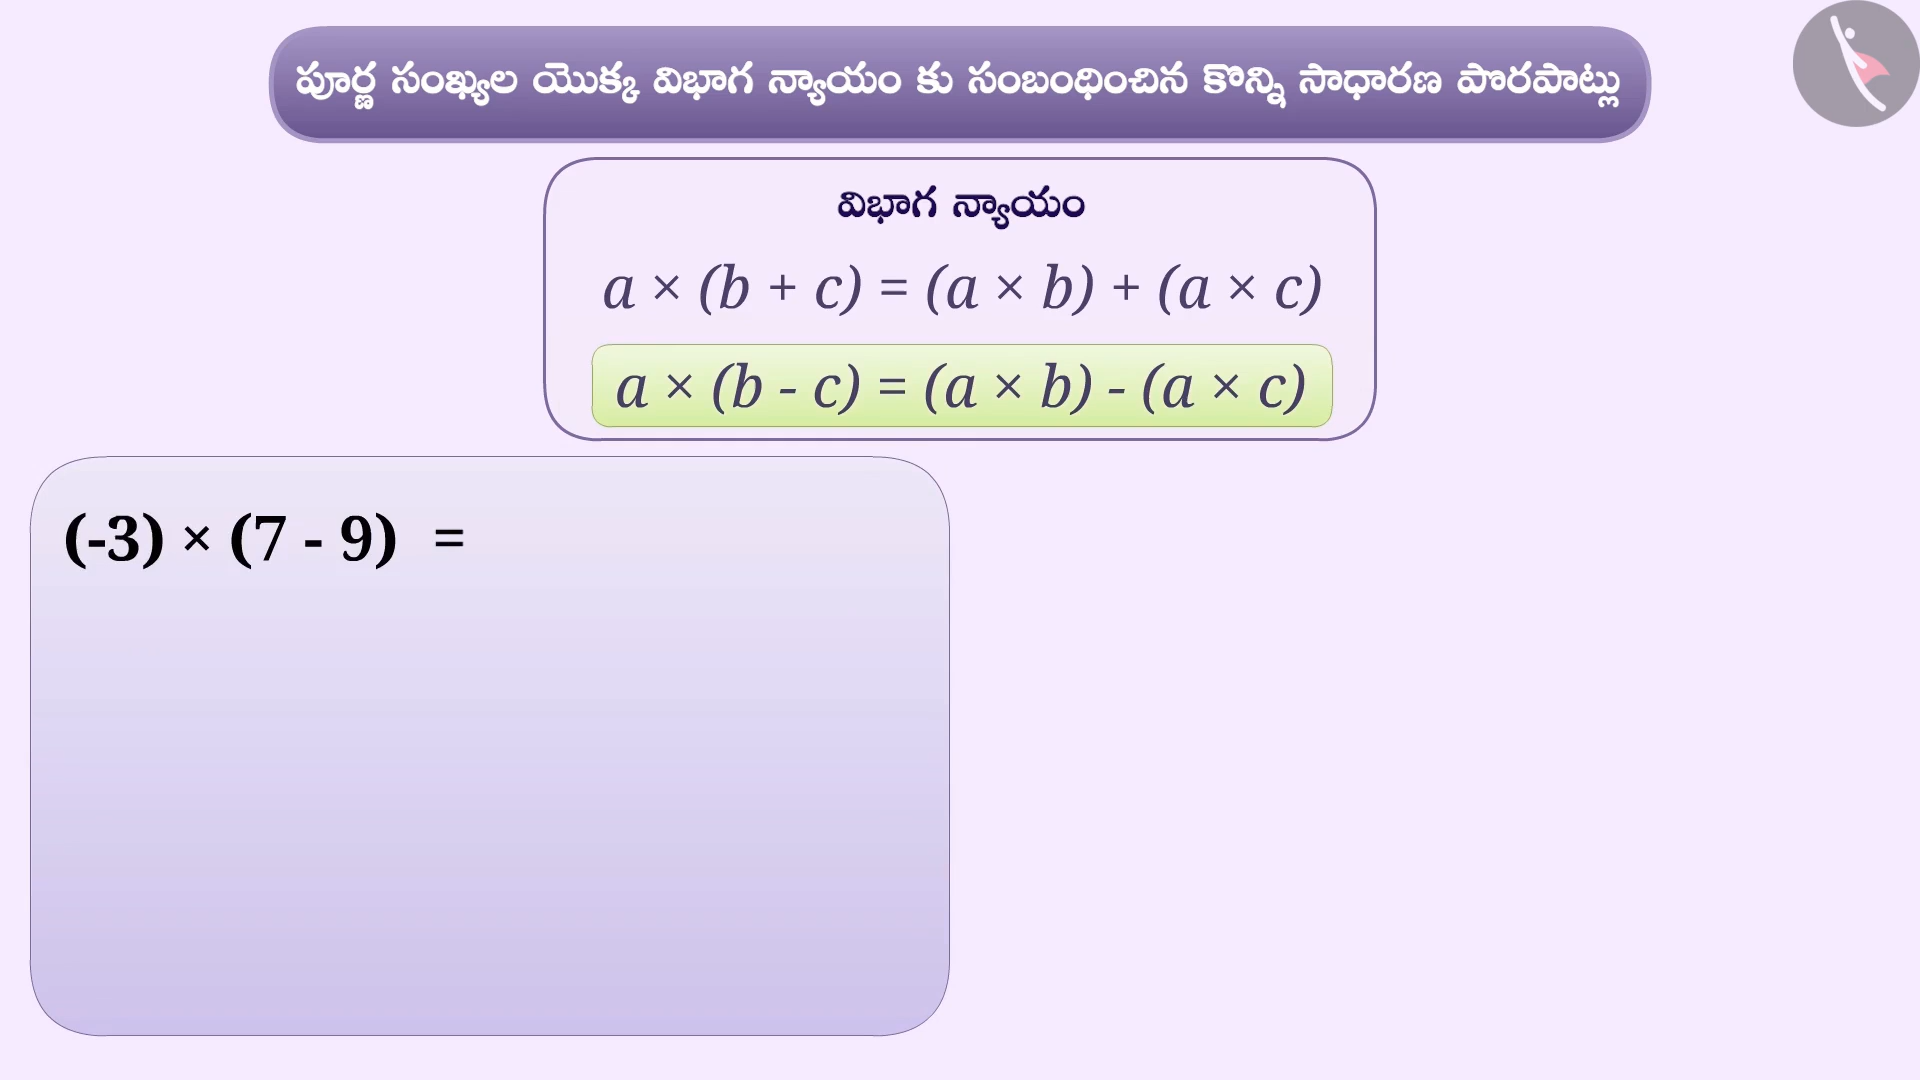 పూర్ణ సంఖ్యల యొక్క విభాగ న్యాయం కు సంబంధించిన కొన్ని సాధారణ పొరపాట్లు
విభాగ న్యాయం
a × (b + c) = (a × b) + (a × c)
a × (b - c) = (a × b) - (a × c)
(-3) × (7 - 9) =